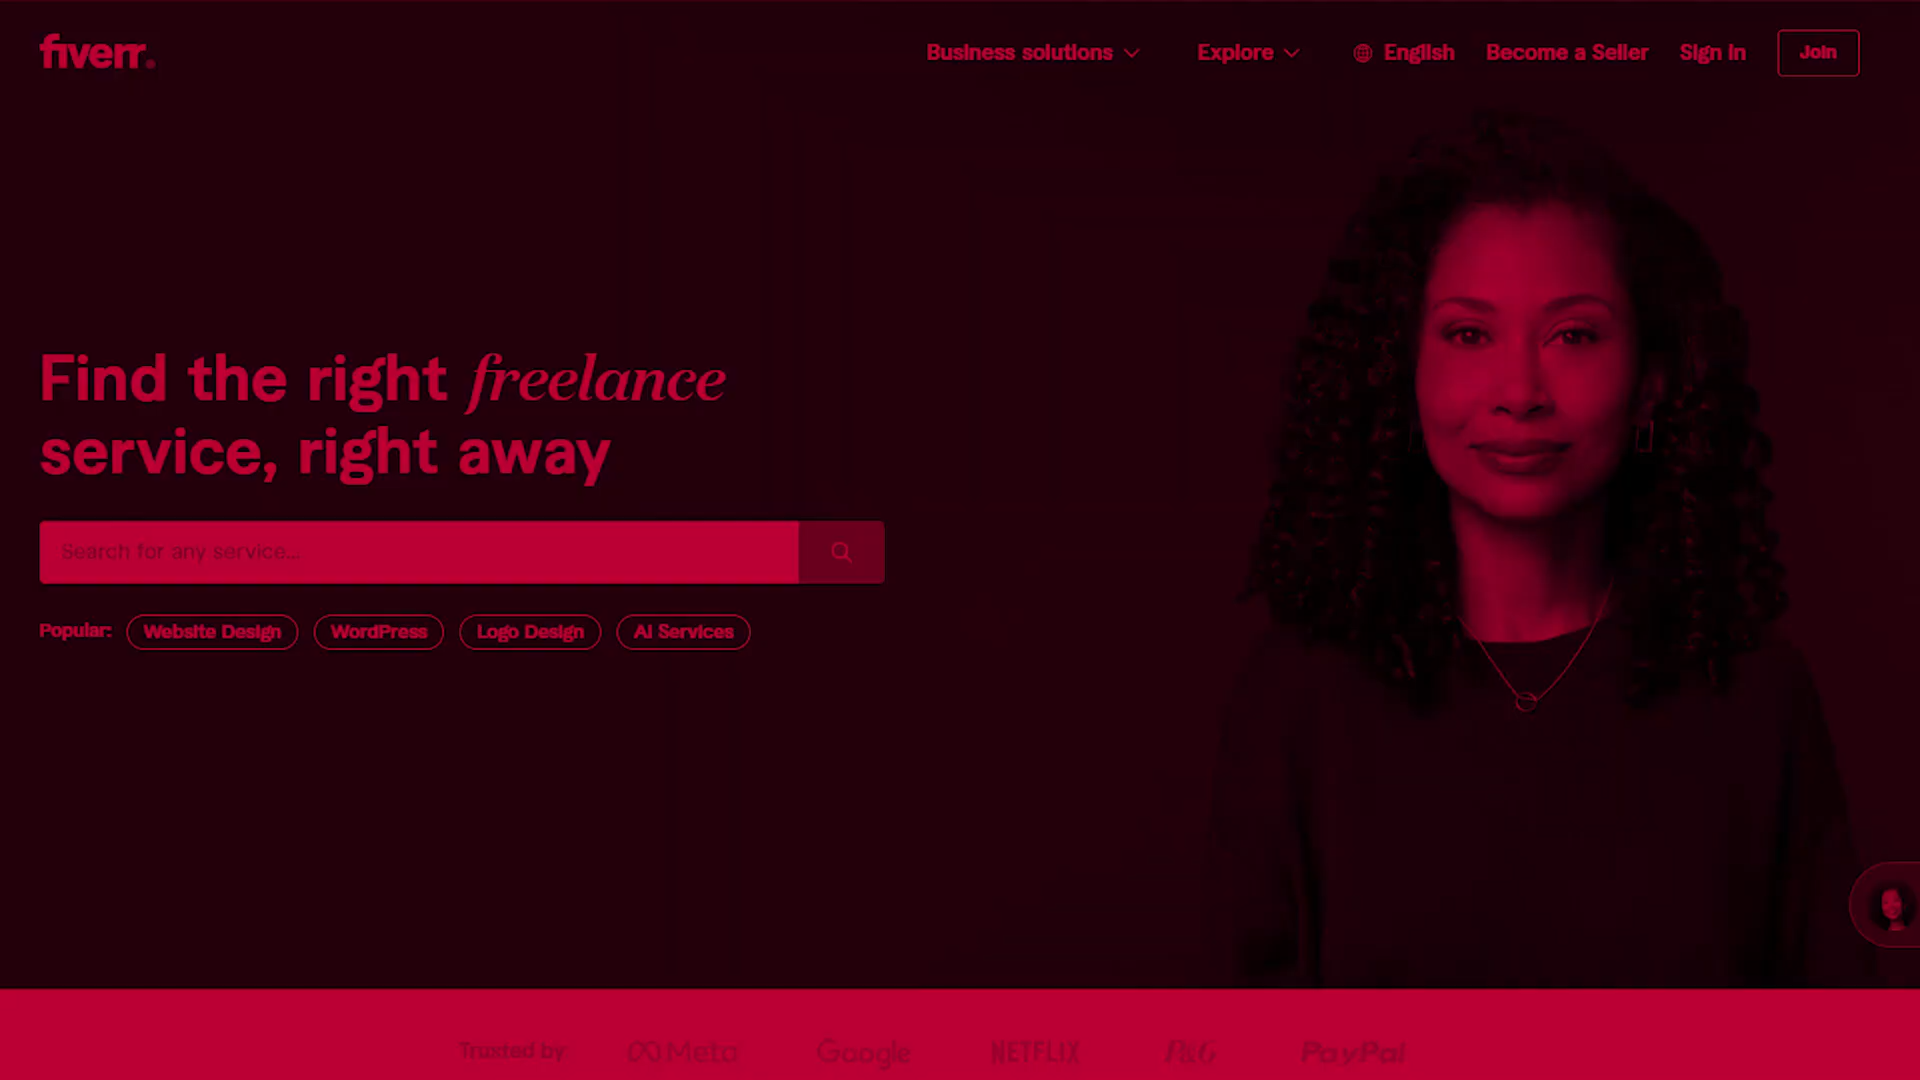 fiverr.
Business solutions
Explore
English
Become a Seller
Sign in
Join
Find the right freelance
service, right away
Search for any service...
Popular:
Website Design
WordPress
Logo Design
AI Services
Trusted by:
Meta
Google
NETFLIX
P&G
PayPal